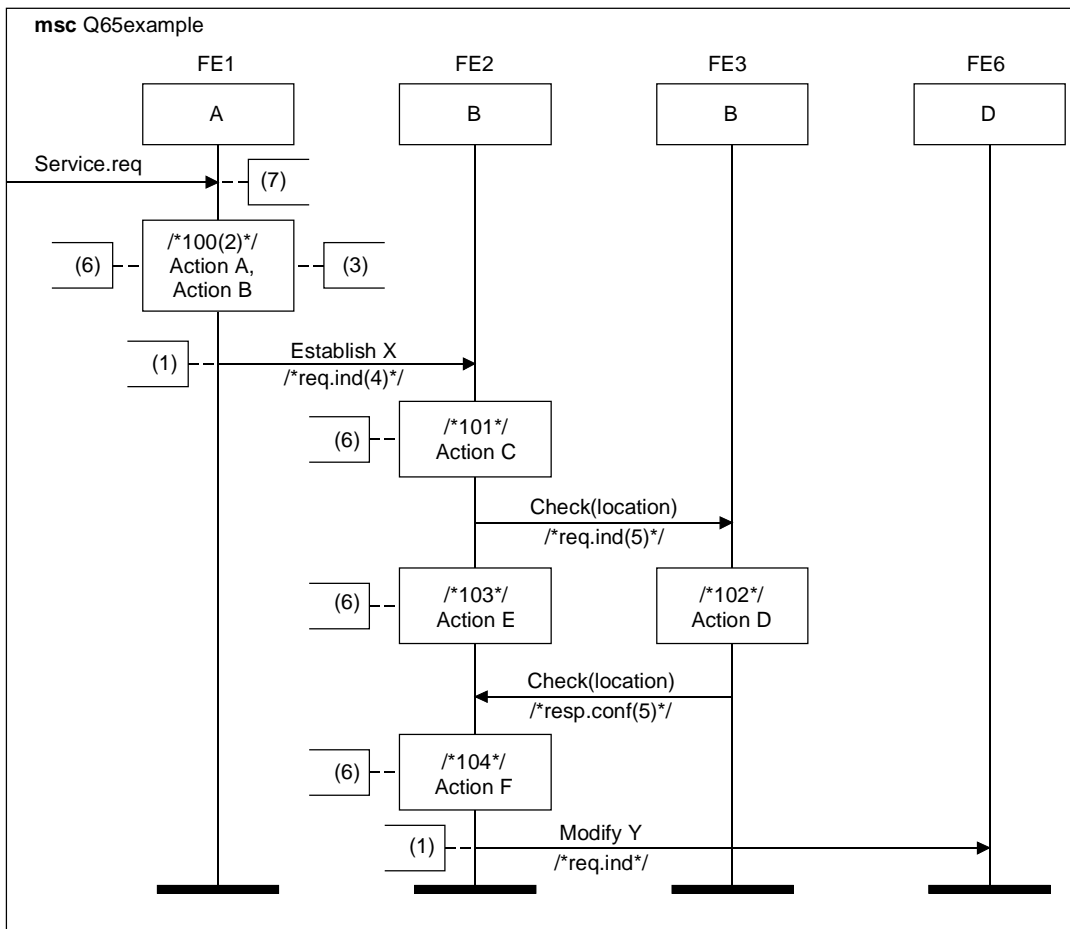 msc Q65example
FE1 FE2 FE3 FE6
A B B D
Service.req
(7)
(6)
/*100(2)*/
Action A,
Action B
(3)
(1)
Establish X
/*req.ind(4)*/
(6)
/*101*/
Action C
Check(location)
/*req.ind(5)*/
(6)
/*103*/
Action E
/*102*/
Action D
Check(location)
/*resp.conf(5)*/
(6)
/*104*/
Action F
(1)
Modify Y
/*req.ind*/